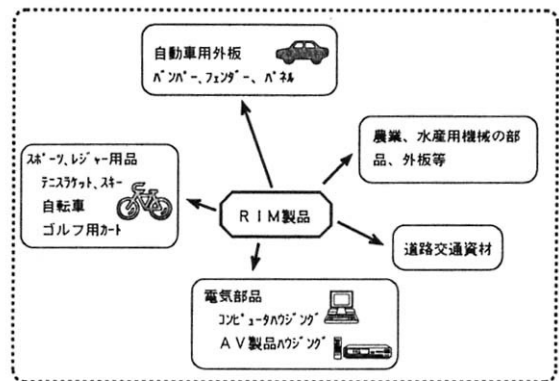 自動車用外板
ﾊﾞﾝﾊﾟｰ､ﾌｪﾝﾀﾞｰ､ ﾊﾟﾈﾙ
農業、水産用機械の部
品、外板等
ｽﾎﾟｰﾂ､ﾚｼﾞｬｰ用品
ﾃﾆｽﾗｹｯﾄ､ｽｷｰ
自転車
ゴルフ用ｶｰﾄ
ＲＩＭ製品
道路交通資材
電気部品
ｺﾝﾋﾟｭｰﾀﾊｳｼﾞﾝｸﾞ
ＡＶ製品ﾊｳｼﾞﾝｸﾞ